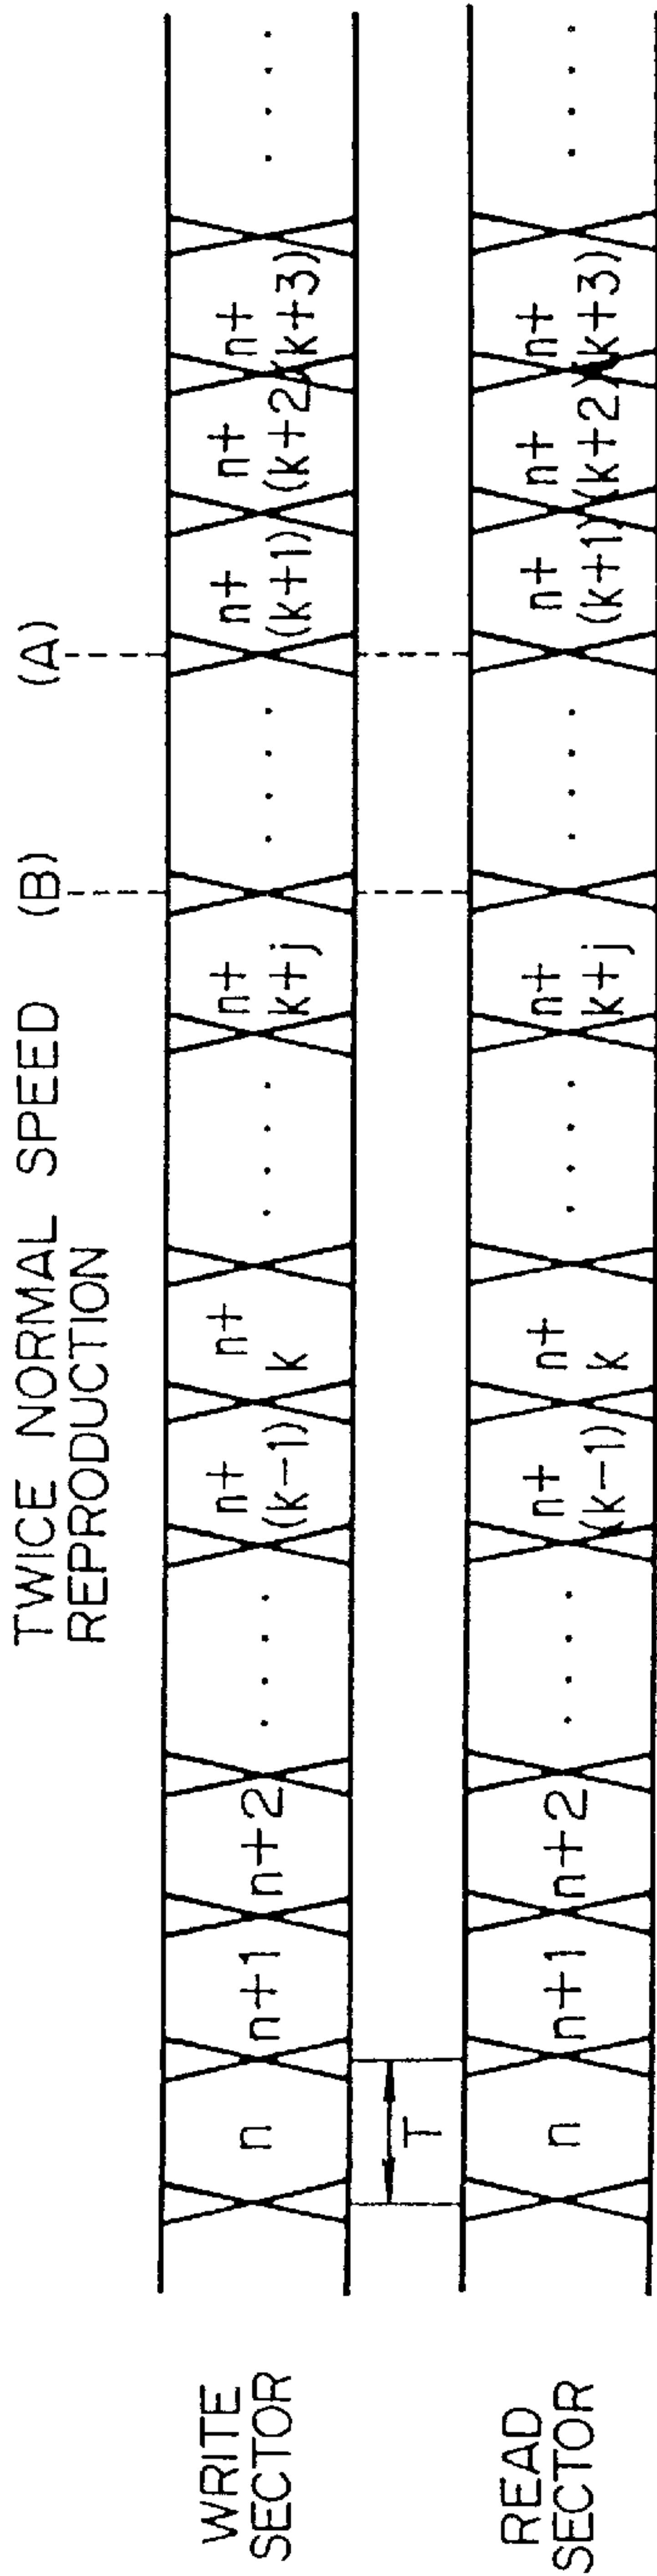 TWICE NORMAL SPEED
REPRODUCTION
(B)
(A)
WRITE
SECTOR
n
n+1
n+2
. . . .
n+
(k-1)
n+
k
. . . .
n+
k+j
. . . .
n+
(k+1)
n+
(k+2)
n+
(k+3)
. . . .
T
READ
SECTOR
n
n+1
n+2
. . . .
n+
(k-1)
n+
k
. . . .
n+
k+j
. . . .
n+
(k+1)
n+
(k+2)
n+
(k+3)
. . . .